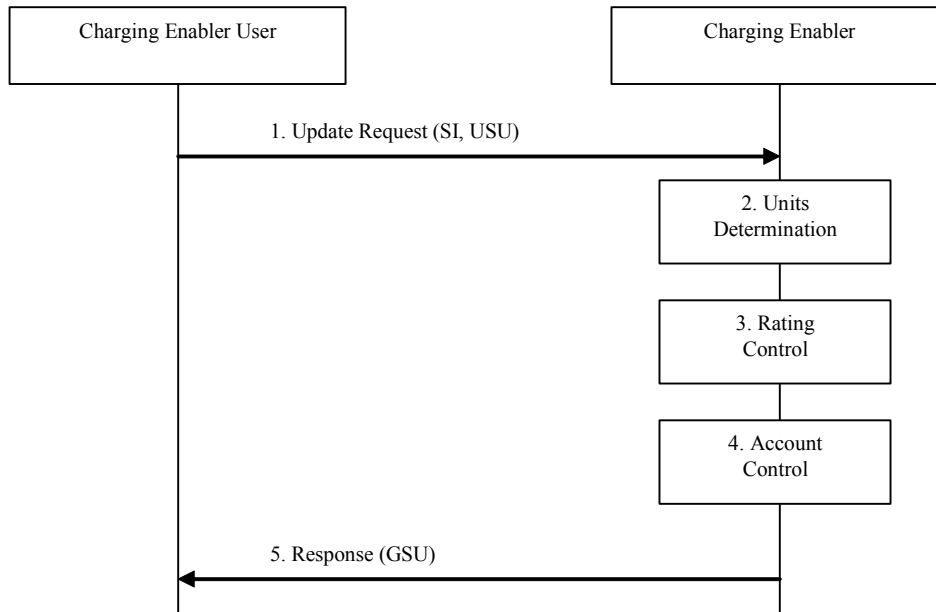 Charging Enabler User
Charging Enabler
1. Update Request (SI, USU)
2. Units
Determination
3. Rating
Control
4. Account
Control
5. Response (GSU)